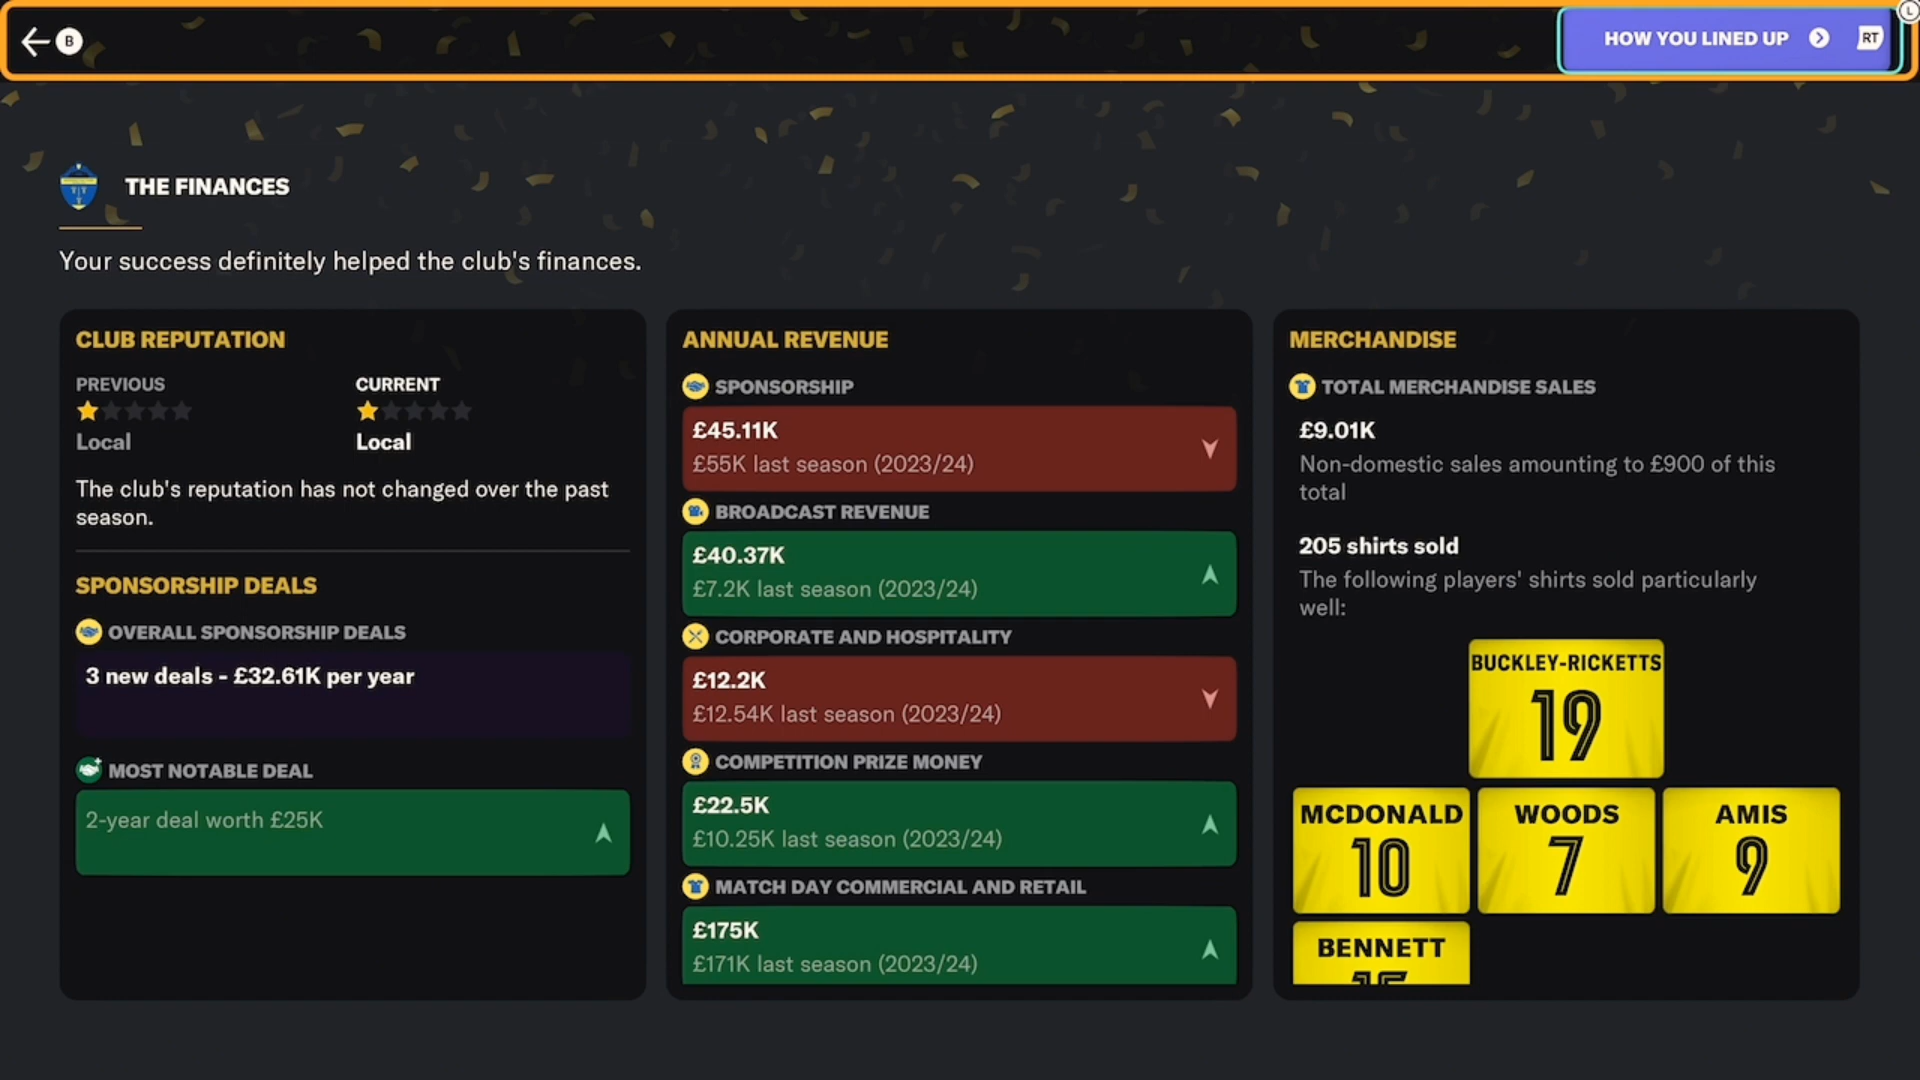 B
HOW YOU LINED UP
RT
L
THE FINANCES
Your success definitely helped the club's finances.
CLUB REPUTATION
PREVIOUS
CURRENT
Local
Local
The club's reputation has not changed over the past
season.
SPONSORSHIP DEALS
OVERALL SPONSORSHIP DEALS
3 new deals - £32.61K per year
MOST NOTABLE DEAL
2-year deal worth £25K
ANNUAL REVENUE
SPONSORSHIP
£45.11K
£55K last season (2023/24)
BROADCAST REVENUE
£40.37K
£7.2K last season (2023/24)
CORPORATE AND HOSPITALITY
£12.2K
£12.54K last season (2023/24)
COMPETITION PRIZE MONEY
£22.5K
£10.25K last season (2023/24)
MATCH DAY COMMERCIAL AND RETAIL
£175K
£171K last season (2023/24)
MERCHANDISE
TOTAL MERCHANDISE SALES
£9.01K
Non-domestic sales amounting to £900 of this
total
205 shirts sold
The following players' shirts sold particularly
well:
BUCKLEY-RICKETTS
19
MCDONALD
10
WOODS
7
AMIS
9
BENNETT